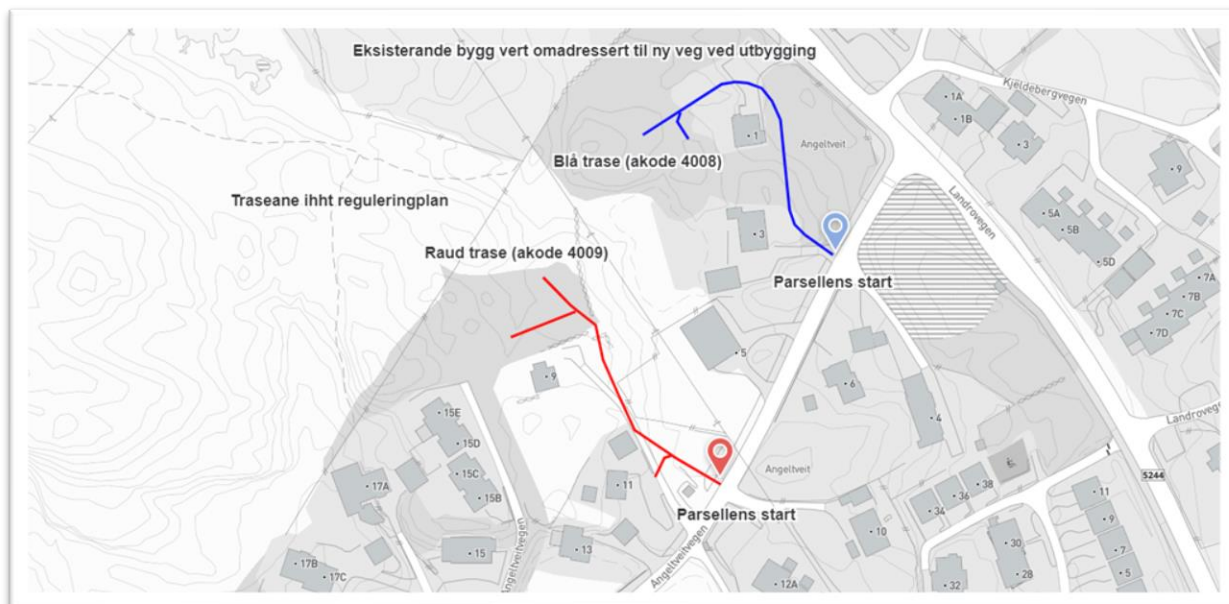 Eksisterande bygg vert omadressert til ny veg ved utbygging
Kjeldebergvegen
1A
1B
3
1
Angeltveit
9
Blå trase (akode 4008)
Landrovegen
Traseane ihht reguleringplan
5A
5B
5D
3
Raud trase (akode 4009)
7A
7B
7C
7D
Parsellens start
5
9
6
4
Landrovegen
15E
15D
15C
15B
17A
11
Angeltveit
38
36
34
5244
11
9
7
5
Parsellens start
10
13
15
30
28
32
12A
17B
17C
Angeltveitvegen